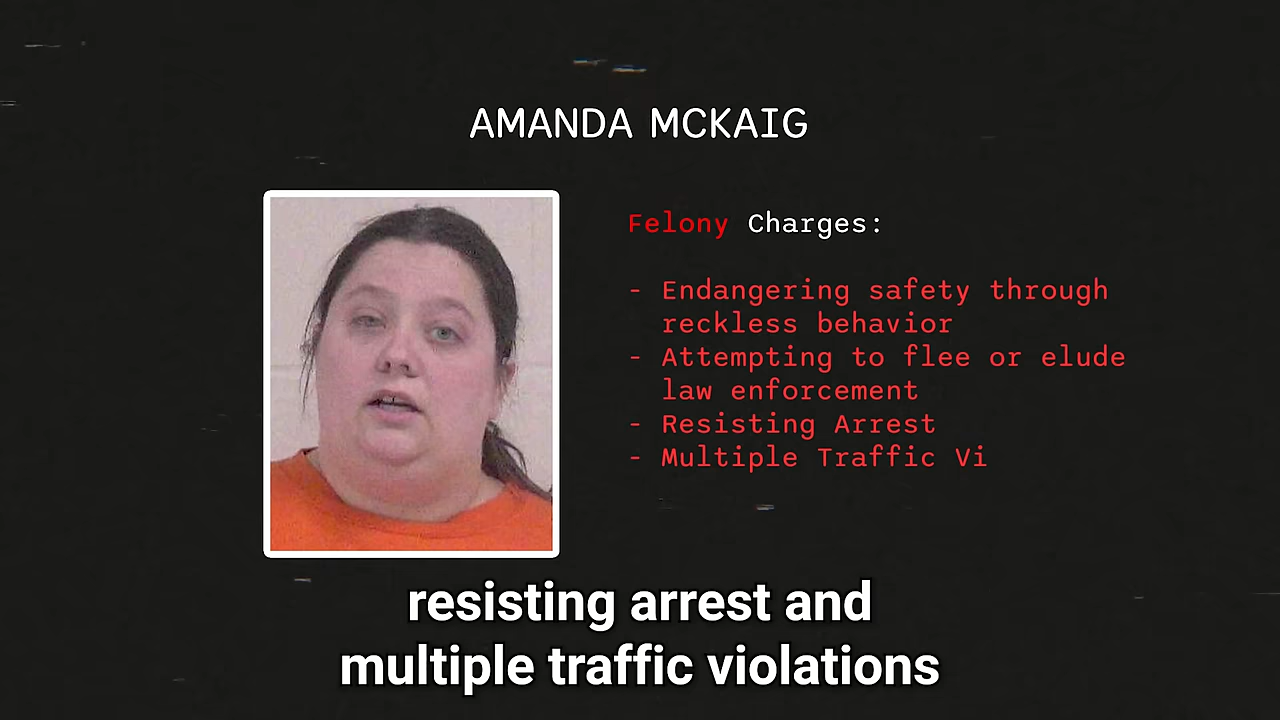 AMANDA MCKAIG
Felony Charges:
- Endangering safety through
reckless behavior
- Attempting to flee or elude
law enforcement
- Resisting Arrest
- Multiple Traffic Vi
resisting arrest and
multiple traffic violations